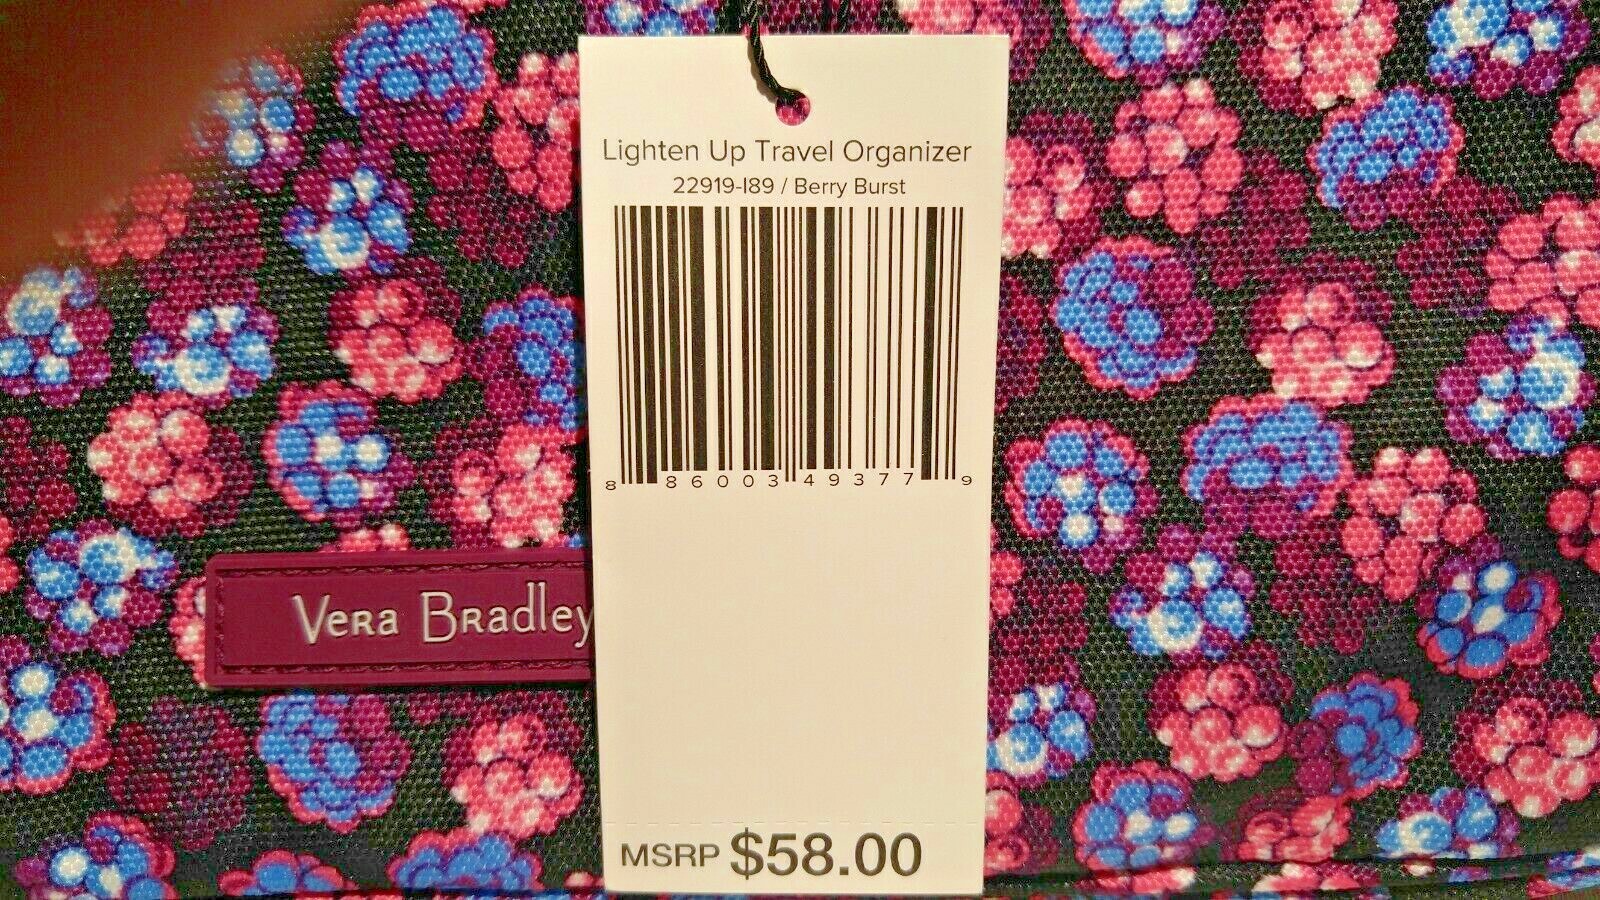 Lighten Up Travel Organizer
22919-I89 / Berry Burst
8 86003 49377 9
Vera Bradley
MSRP $58.00